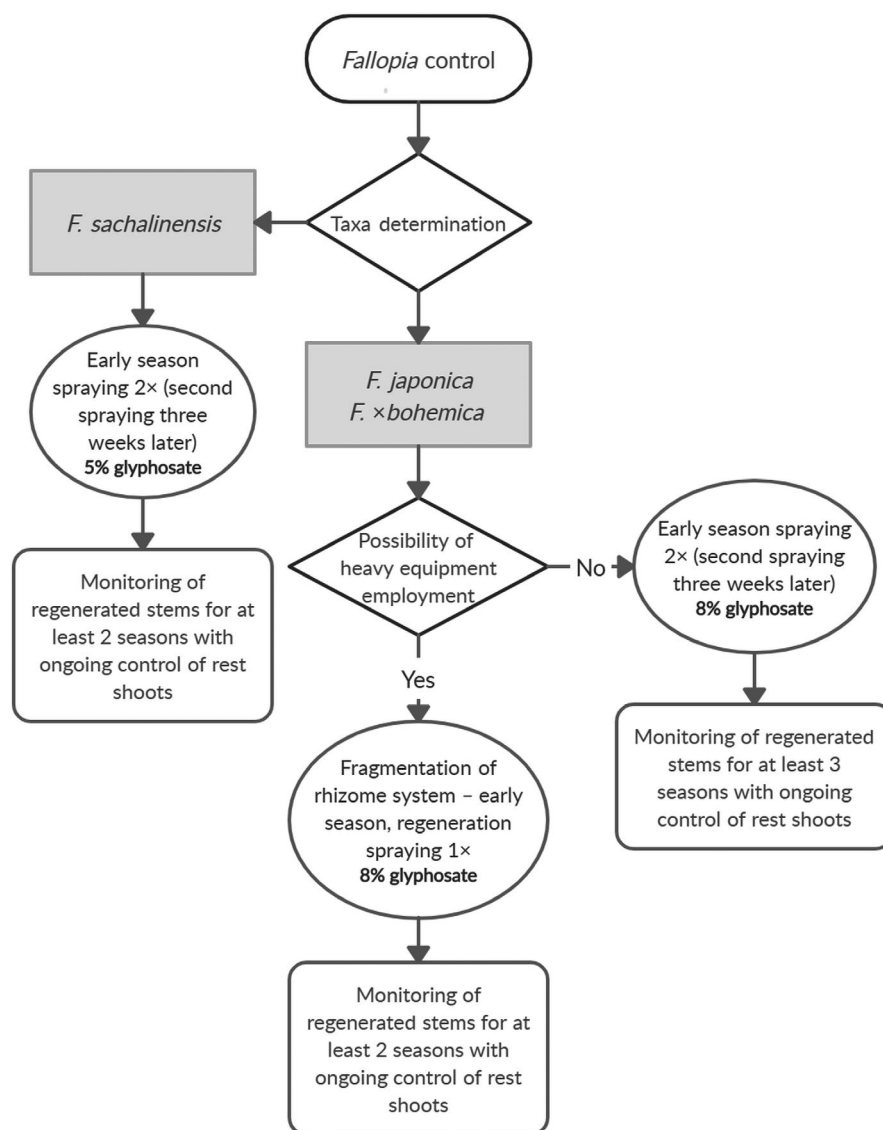 Fallopia control
Taxa determination
F. sachalinensis
Early season
spraying 2× (second
spraying three
weeks later)
5% glyphosate
Monitoring of
regenerated stems for at
least 2 seasons with
ongoing control of rest
shoots
F. japonica
F. ×bohemica
Possibility of
heavy equipment
employment
No
Early season spraying
2× (second spraying
three weeks later)
8% glyphosate
Monitoring of regenerated
stems for at least 3
seasons with ongoing
control of rest shoots
Yes
Fragmentation of
rhizome system – early
season, regeneration
spraying 1×
8% glyphosate
Monitoring of
regenerated stems for at
least 2 seasons with
ongoing control of rest
shoots